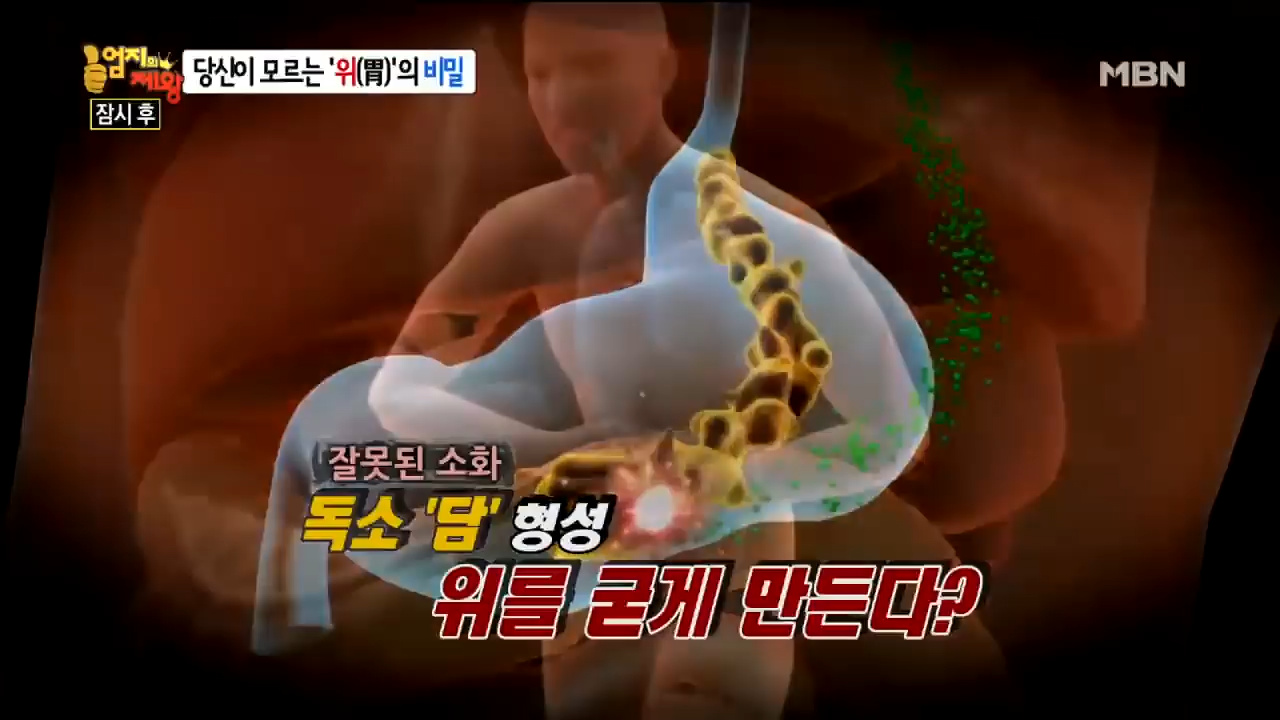 엄지의 제왕
당신이 모르는 '위(胃)'의 비밀
MBN
잠시 후
잘못된 소화
독소 '담' 형성
위를 굳게 만든다?